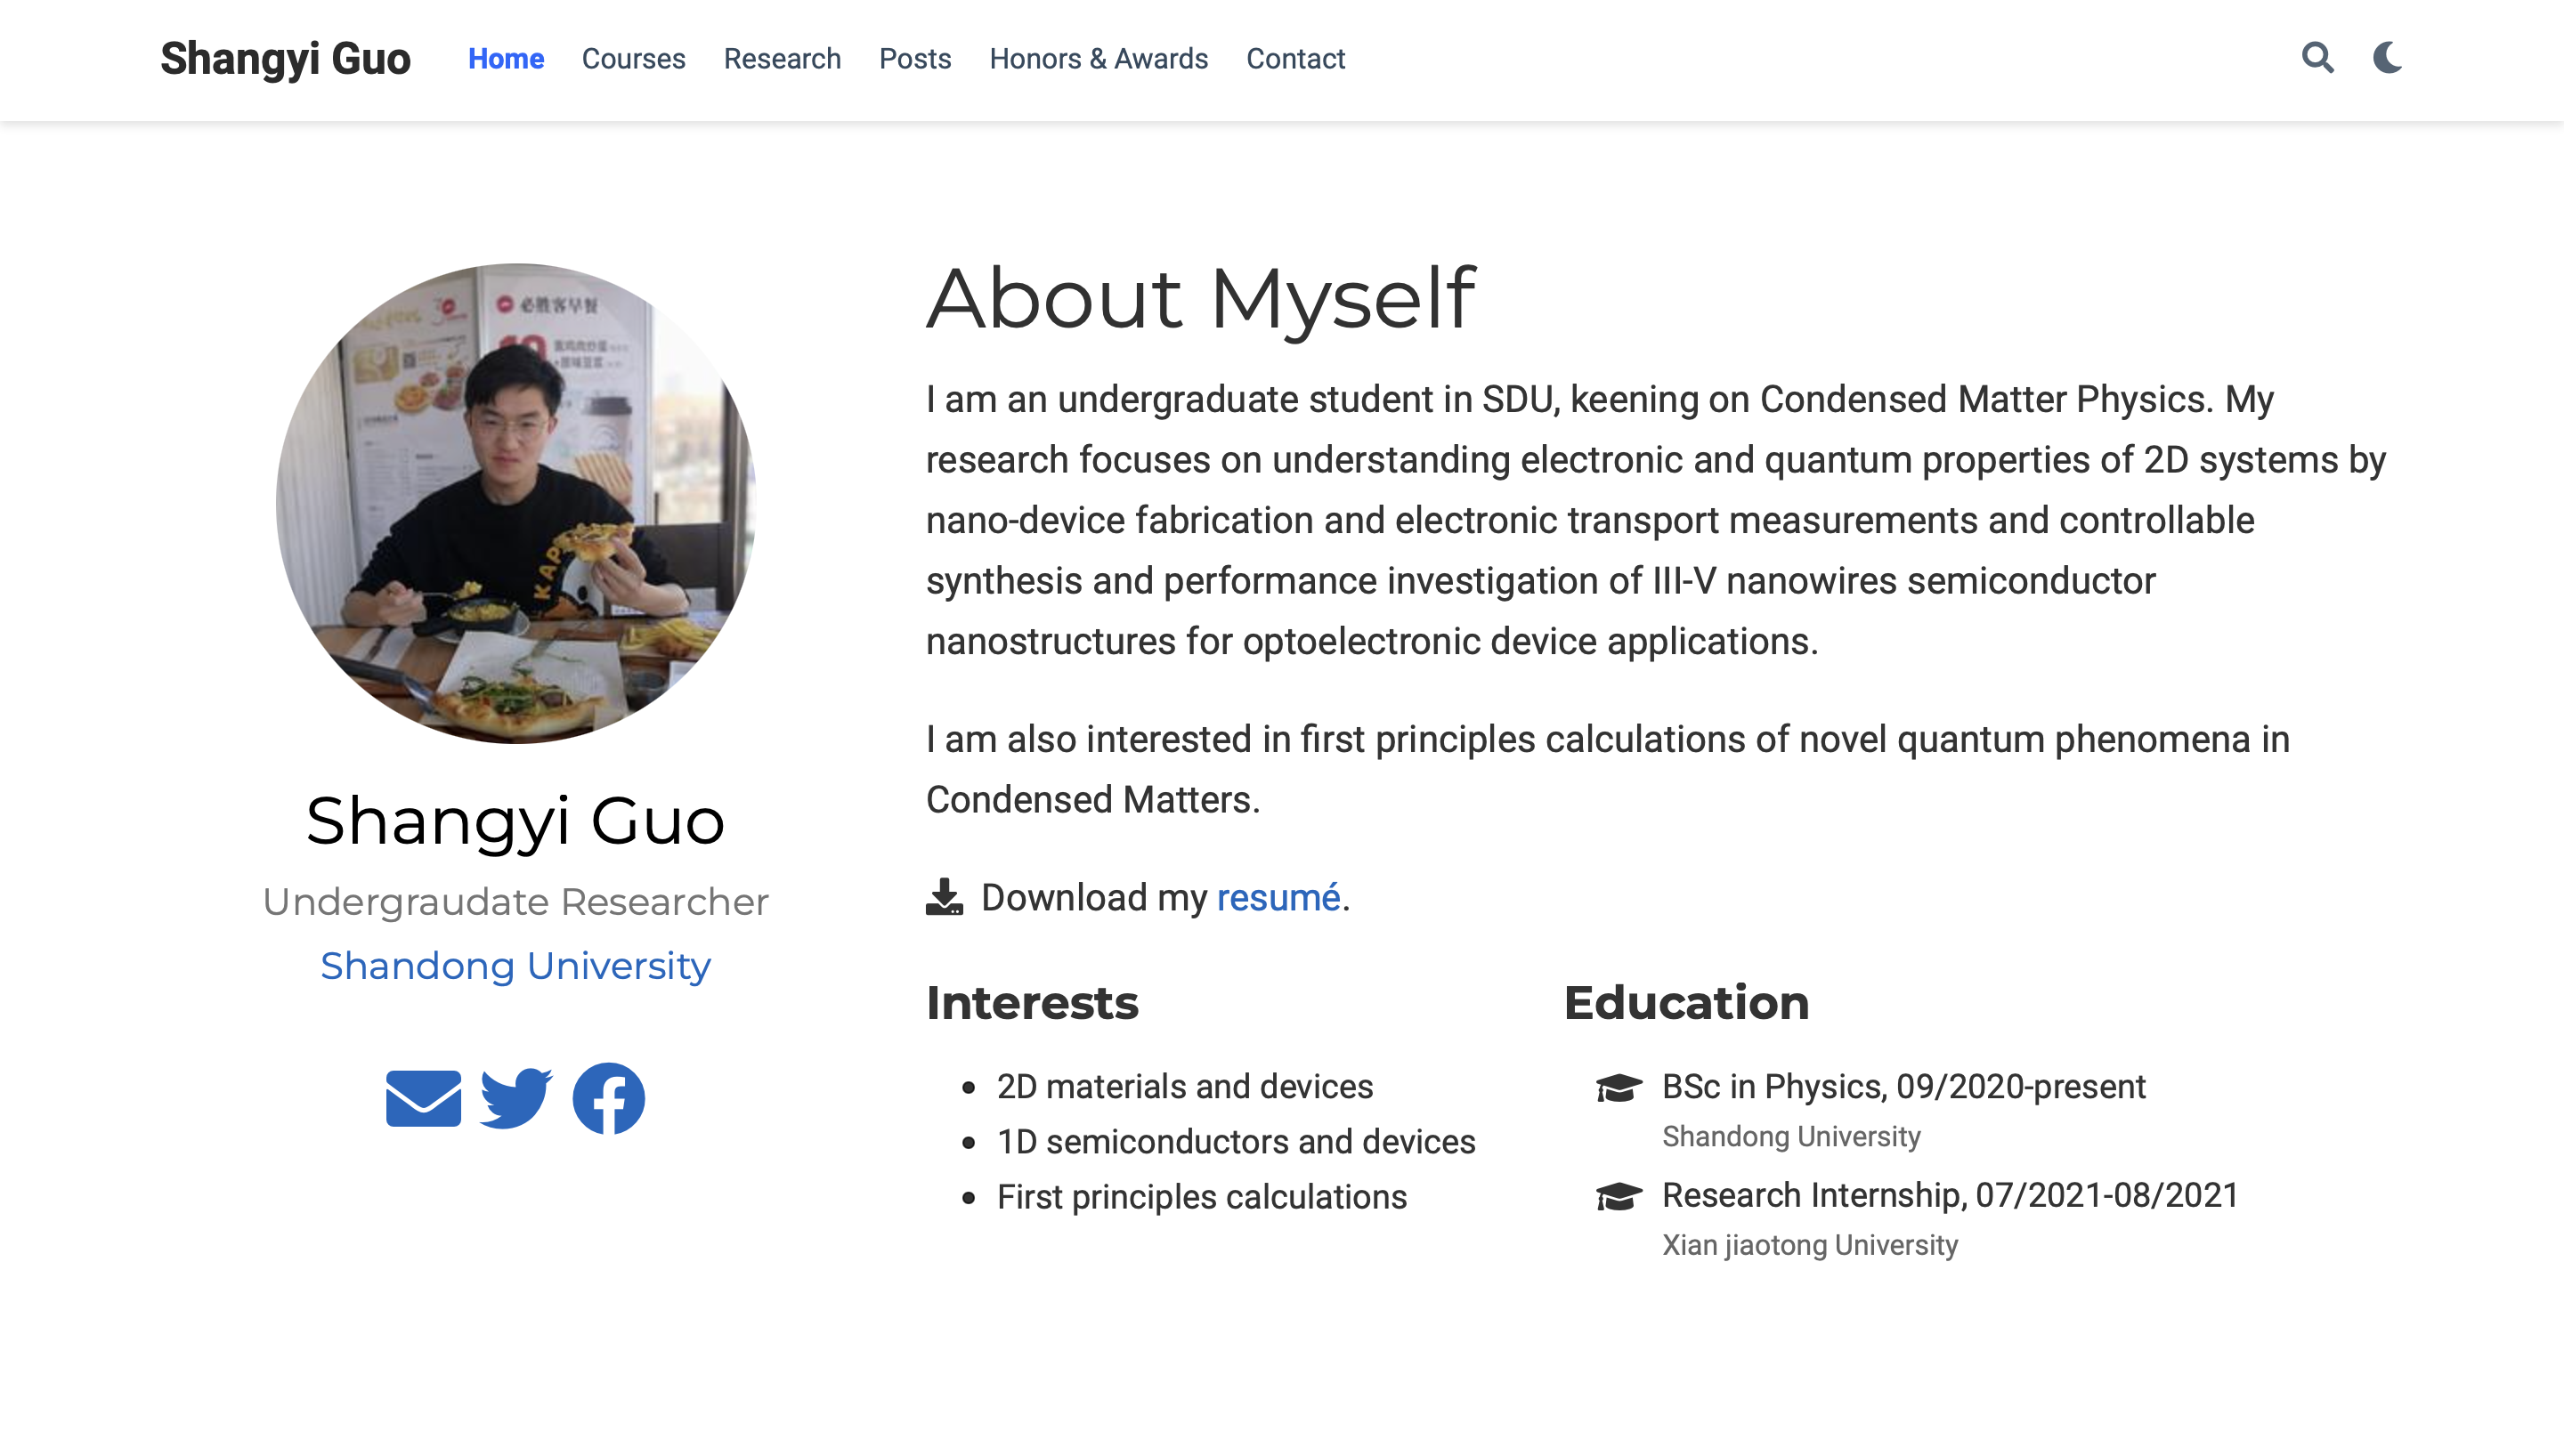 Shangyi Guo
Home
Courses
Research
Posts
Honors & Awards
Contact
必胜客早餐
KAPP
Shangyi Guo
Undergraudate Researcher
Shandong University
About Myself
I am an undergraduate student in SDU, keening on Condensed Matter Physics. My
research focuses on understanding electronic and quantum properties of 2D systems by
nano-device fabrication and electronic transport measurements and controllable
synthesis and performance investigation of III-V nanowires semiconductor
nanostructures for optoelectronic device applications.
I am also interested in first principles calculations of novel quantum phenomena in
Condensed Matters.
Download my resumé.
Interests
2D materials and devices
1D semiconductors and devices
First principles calculations
Education
BSc in Physics, 09/2020-present
Shandong University
Research Internship, 07/2021-08/2021
Xian jiaotong University